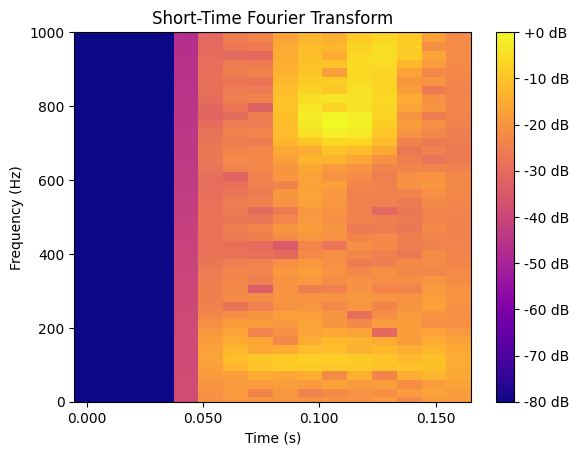 Short-Time Fourier Transform
1000
800
600
400
200
0
Frequency (Hz)
0.000
0.050
0.100
0.150
Time (s)
+0 dB
-10 dB
-20 dB
-30 dB
-40 dB
-50 dB
-60 dB
-70 dB
-80 dB